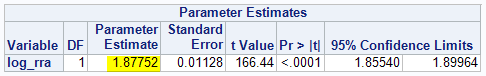 Parameter Estimates
Variable DF Parameter Estimate Standard Error t Value Pr > |t| 95% Confidence Limits
log_rra 1 1.87752 0.01128 166.44 <.0001 1.85540 1.89964